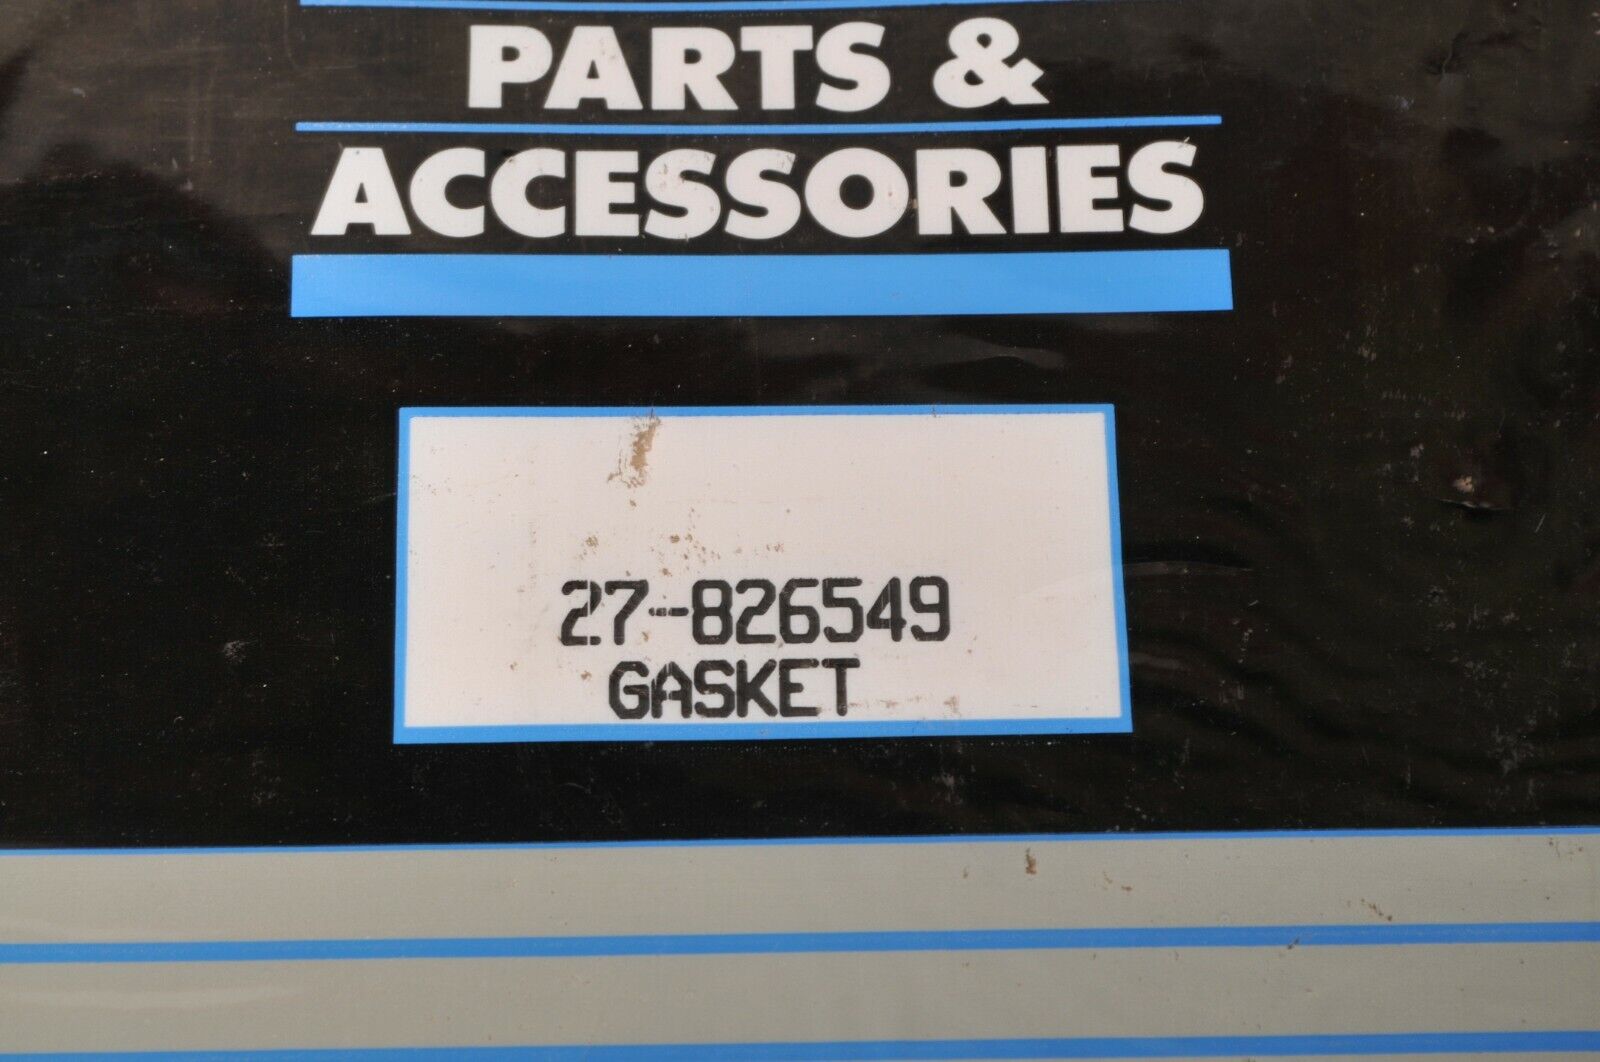 PARTS &
ACCESSORIES
27-826549
GASKET